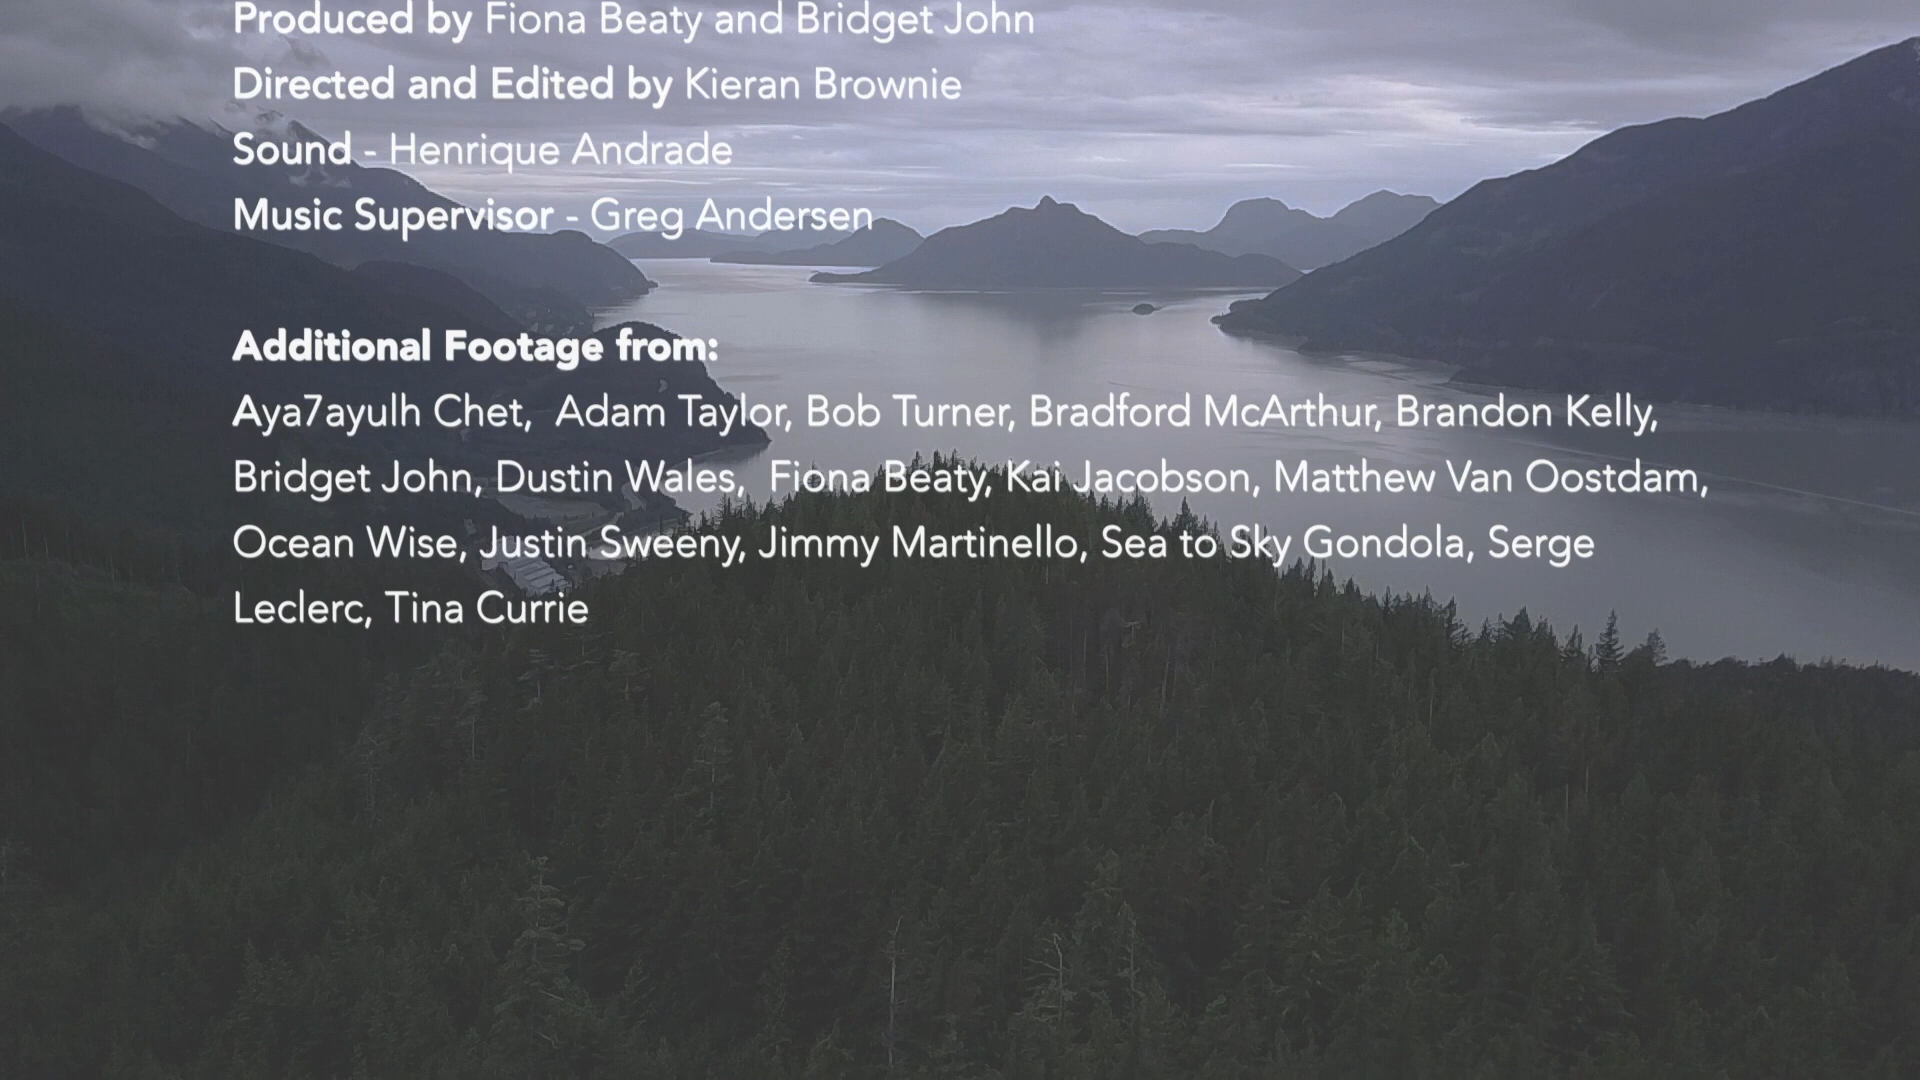 Produced by Fiona Beaty and Bridget John
Directed and Edited by Kieran Brownie
Sound - Henrique Andrade
Music Supervisor - Greg Andersen
Additional Footage from:
Aya7ayulh Chet,  Adam Taylor, Bob Turner, Bradford McArthur, Brandon Kelly,
Bridget John, Dustin Wales,  Fiona Beaty, Kai Jacobson, Matthew Van Oostdam,
Ocean Wise, Justin Sweeny, Jimmy Martinello, Sea to Sky Gondola, Serge
Leclerc, Tina Currie